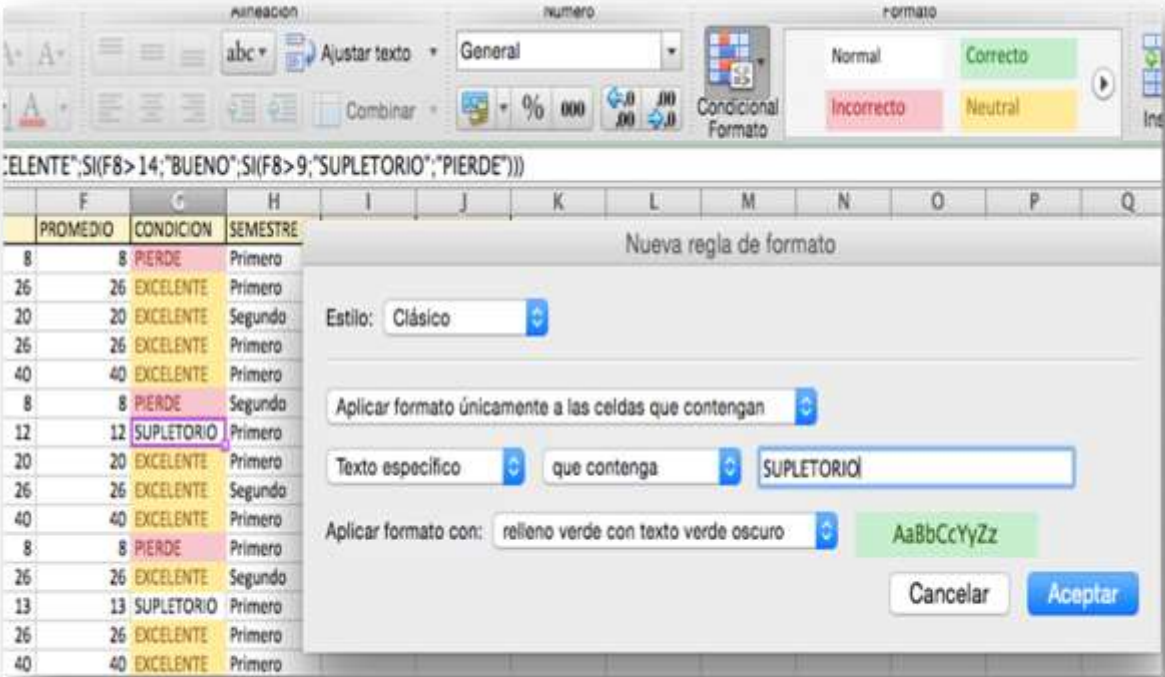 Alineación Número Formato
A A abc Ajustar texto General Normal Correcto
A Combinar % 000 ,0 ,00 ,00 ,0 Condicional Formato Incorrecto Neutral Ins
CELENTE";SI(F8>14;"BUENO";SI(F8>9;"SUPLETORIO";"PIERDE")))
F G H I J K L M N O P Q
PROMEDIO CONDICION SEMESTRE
8 8 PIERDE Primero
26 26 EXCELENTE Primero
20 20 EXCELENTE Segundo
26 26 EXCELENTE Primero
40 40 EXCELENTE Primero
8 8 PIERDE Segundo
12 12 SUPLETORIO Primero
20 20 EXCELENTE Primero
26 26 EXCELENTE Segundo
40 40 EXCELENTE Primero
8 8 PIERDE Primero
26 26 EXCELENTE Segundo
13 13 SUPLETORIO Primero
26 26 EXCELENTE Primero
40 40 EXCELENTE Primero
Nueva regla de formato
Estilo: Clásico
Aplicar formato únicamente a las celdas que contengan
Texto específico que contenga SUPLETORIO
Aplicar formato con: relleno verde con texto verde oscuro AaBbCcYyZz
Cancelar Aceptar